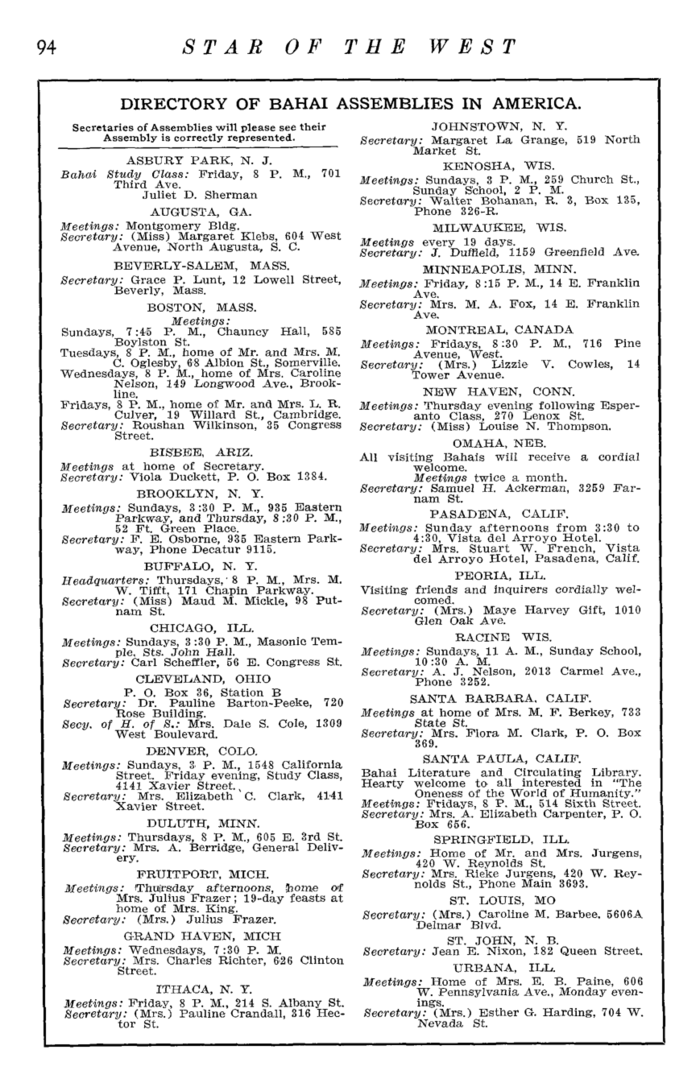 94
STAR OF THE WEST
DIRECTORY OF BAHAI ASSEMBLIES IN AMERICA.
Secretaries of Assemblies will please see their
Assembly is correctly represented.
ASBURY PARK, N. J.
Bahai Study Class: Friday, 8 P. M., 701
Third Ave.
Juliet D. Sherman
AUGUSTA, GA.
Meetings: Montgomery Bldg.
Secretary: (Miss) Margaret Klebs, 604 West
Avenue, North Augusta, S. C.
BEVERLY-SALEM, MASS.
Secretary: Grace P. Lunt, 12 Lowell Street,
Beverly, Mass.
BOSTON, MASS.
Meetings:
Sundays, 7:45 P. M., Chauncy Hall, 585
Boylston St.
Tuesdays, 8 P. M., home of Mr. and Mrs. M.
C. Oglesby, 68 Albion St., Somerville.
Wednesdays, 8 P. M., home of Mrs. Caroline
Nelson, 149 Longwood Ave., Brook-
line.
Fridays, 8 P. M., home of Mr. and Mrs. L. R.
Culver, 19 Willard St., Cambridge.
Secretary: Roushan Wilkinson, 35 Congress
Street.
BISBEE, ARIZ.
Meetings at home of Secretary.
Secretary: Viola Duckett, P. O. Box 1384.
BROOKLYN, N. Y.
Meetings: Sundays, 3:30 P. M., 935 Eastern
Parkway, and Thursday, 8:30 P. M.,
52 Ft. Green Place.
Secretary: F. E. Osborne, 935 Eastern Park-
way, Phone Decatur 9115.
BUFFALO, N. Y.
Headquarters: Thursdays, 8 P. M., Mrs. M.
W. Tifft, 171 Chapin Parkway.
Secretary: (Miss) Maud M. Mickle, 98 Put-
nam St.
CHICAGO, ILL.
Meetings: Sundays, 3:30 P. M., Masonic Tem-
ple, Sts. John Hall.
Secretary: Carl Scheffler, 56 E. Congress St.
CLEVELAND, OHIO
P. O. Box 36, Station B
Secretary: Dr. Pauline Barton-Peeke, 720
Rose Building.
Secy. of H. of S.: Mrs. Dale S. Cole, 1309
West Boulevard.
DENVER, COLO.
Meetings: Sundays, 3 P. M., 1548 California
Street, Friday evening, Study Class,
4141 Xavier Street.
Secretary: Mrs. Elizabeth C. Clark, 4141
Xavier Street.
DULUTH, MINN.
Meetings: Thursdays, 8 P. M., 605 E. 3rd St.
Secretary: Mrs. A. Berridge, General Deliv-
ery.
FRUITPORT, MICH.
Meetings: Thursday afternoons, home of
Mrs. Julius Frazer; 19-day feasts at
home of Mrs. King.
Secretary: (Mrs.) Julius Frazer.
GRAND HAVEN, MICH
Meetings: Wednesdays, 7:30 P. M.
Secretary: Mrs. Charles Richter, 626 Clinton
Street.
ITHACA, N. Y.
Meetings: Friday, 8 P. M., 214 S. Albany St.
Secretary: (Mrs.) Pauline Crandall, 316 Hec-
tor St.
JOHNSTOWN, N. Y.
Secretary: Margaret La Grange, 519 North
Market St.
KENOSHA, WIS.
Meetings: Sundays, 3 P. M., 259 Church St.,
Sunday School, 2 P. M.
Secretary: Walter Bohanan, R. 3, Box 135,
Phone 326-R.
MILWAUKEE, WIS.
Meetings every 19 days.
Secretary: J. Duffield, 1159 Greenfield Ave.
MINNEAPOLIS, MINN.
Meetings: Friday, 8:15 P. M., 14 E. Franklin
Ave.
Secretary: Mrs. M. A. Fox, 14 E. Franklin
Ave.
MONTREAL, CANADA
Meetings: Fridays, 8:30 P. M., 716 Pine
Avenue, West.
Secretary: (Mrs.) Lizzie V. Cowles, 14
Tower Avenue.
NEW HAVEN, CONN.
Meetings: Thursday evening following Esper-
anto Class, 270 Lenox St.
Secretary: (Miss) Louise N. Thompson.
OMAHA, NEB.
All visiting Bahais will receive a cordial
welcome.
Meetings twice a month.
Secretary: Samuel H. Ackerman, 3259 Far-
nam St.
PASADENA, CALIF.
Meetings: Sunday afternoons from 3:30 to
4:30, Vista del Arroyo Hotel.
Secretary: Mrs. Stuart W. French, Vista
del Arroyo Hotel, Pasadena, Calif.
PEORIA, ILL.
Visiting friends and inquirers cordially wel-
comed.
Secretary: (Mrs.) Maye Harvey Gift, 1010
Glen Oak Ave.
RACINE WIS.
Meetings: Sundays, 11 A. M., Sunday School,
10:30 A. M.
Secretary: A. J. Nelson, 2013 Carmel Ave.,
Phone 3252.
SANTA BARBARA, CALIF.
Meetings at home of Mrs. M. F. Berkey, 733
State St.
Secretary: Mrs. Flora M. Clark, P. O. Box
369.
SANTA PAULA, CALIF.
Bahai Literature and Circulating Library.
Hearty welcome to all interested in "The
Oneness of the World of Humanity."
Meetings: Fridays, 8 P. M., 514 Sixth Street.
Secretary: Mrs. A. Elizabeth Carpenter, P. O.
Box 656.
SPRINGFIELD, ILL.
Meetings: Home of Mr. and Mrs. Jurgens,
420 W. Reynolds St.
Secretary: Mrs. Rieke Jurgens, 420 W. Rey-
nolds St., Phone Main 3693.
ST. LOUIS, MO
Secretary: (Mrs.) Caroline M. Barbee, 5606A
Delmar Blvd.
ST. JOHN, N. B.
Secretary: Jean E. Nixon, 182 Queen Street.
URBANA, ILL.
Meetings: Home of Mrs. E. B. Paine, 606
W. Pennsylvania Ave., Monday even-
ings.
Secretary: (Mrs.) Esther G. Harding, 704 W.
Nevada St.